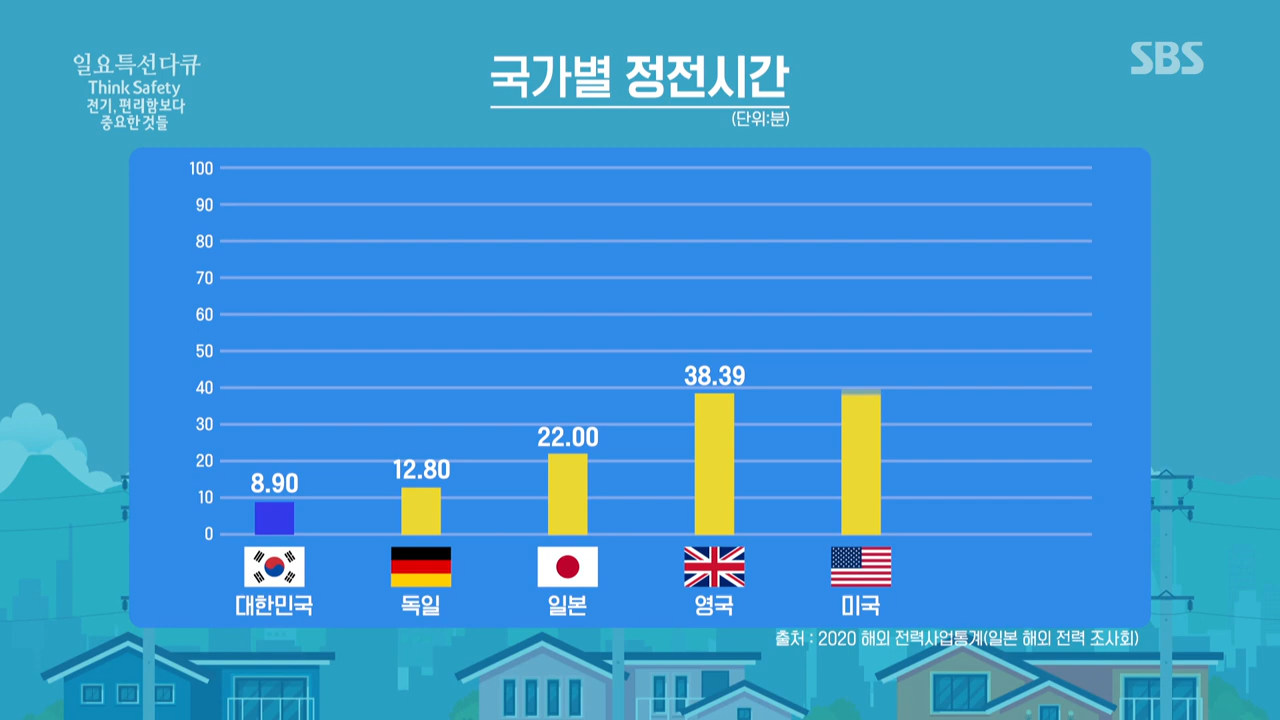 일요특선다큐
Think Safety
전기, 편리함보다
중요한 것들
SBS
국가별 정전시간
(단위:분)
100
90
80
70
60
50
40
30
20
10
0
8.90
12.80
22.00
38.39
대한민국
독일
일본
영국
미국
출처 : 2020 해외 전력사업통계(일본 해외 전력 조사회)